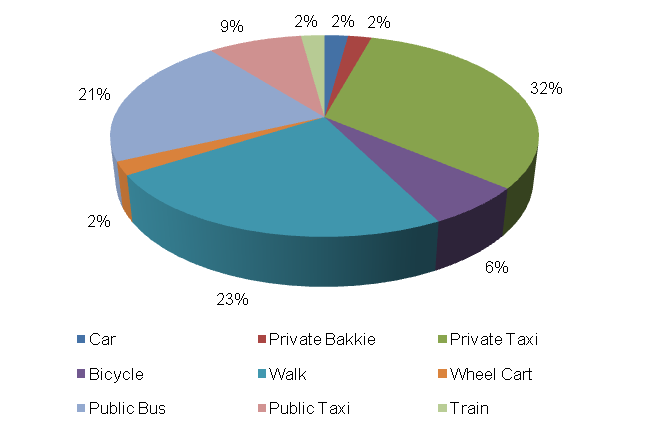 9% 2% 2% 2%
32%
21%
2%
6%
23%
Car Private Bakkie Private Taxi
Bicycle Walk Wheel Cart
Public Bus Public Taxi Train